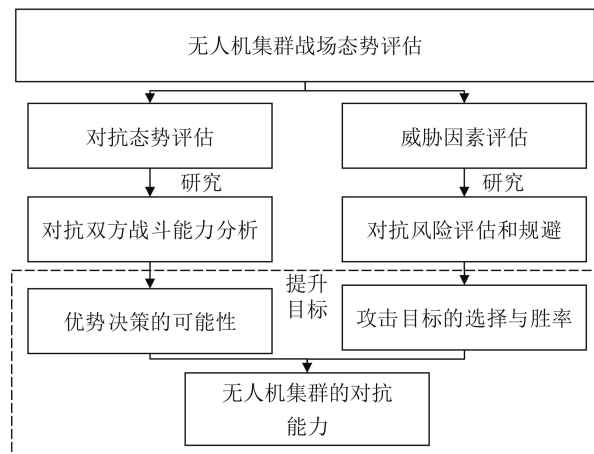 无人机集群战场态势评估
对抗态势评估
威胁因素评估
研究
研究
对抗双方战斗能力分析
对抗风险评估和规避
提升
目标
优势决策的可能性
攻击目标的选择与胜率
无人机集群的对抗
能力